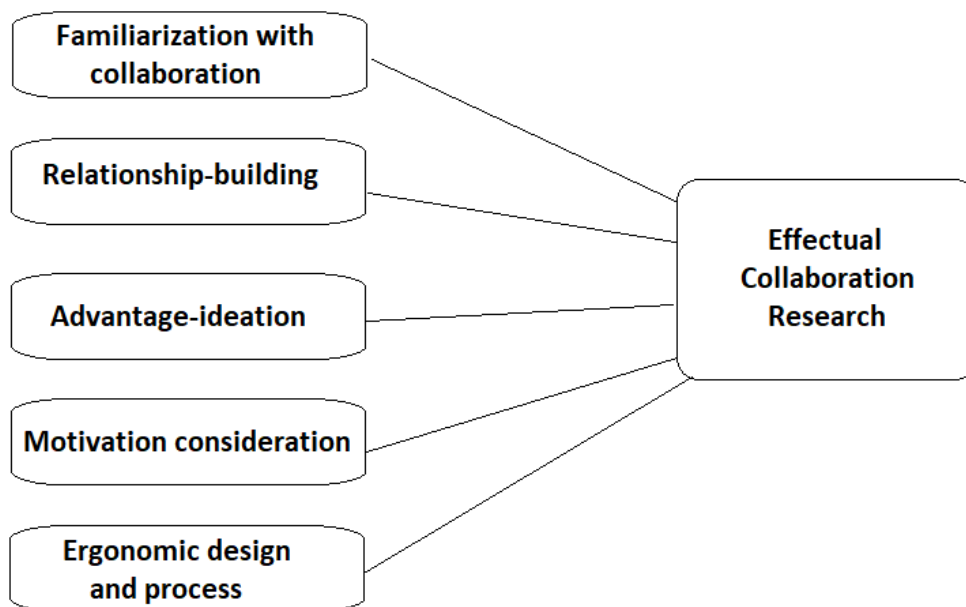 Familiarization with
collaboration
Relationship-building
Advantage-ideation
Motivation consideration
Ergonomic design
and process
Effectual
Collaboration
Research